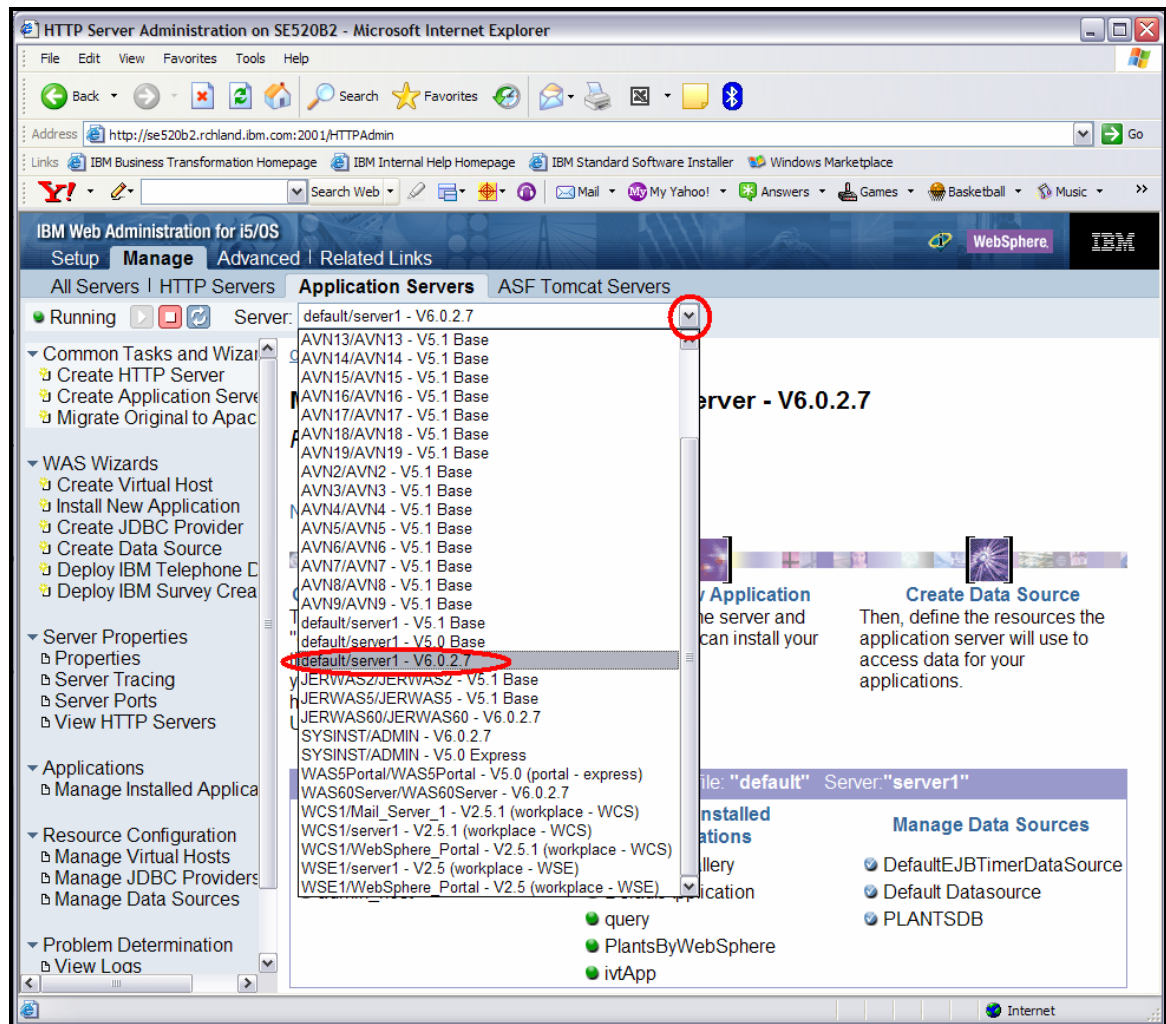 HTTP Server Administration on SE520B2 - Microsoft Internet Explorer
File Edit View Favorites Tools Help
Back Search Favorites
Address http://se520b2.rchland.ibm.com:2001/HTTPAdmin Go
Links IBM Business Transformation Homepage IBM Internal Help Homepage IBM Standard Software Installer Windows Marketplace
Y! Search Web Mail My Yahoo! Answers Games Basketball Music »
IBM Web Administration for i5/OS
WebSphere. IBM
Setup Manage Advanced | Related Links
All Servers | HTTP Servers Application Servers ASF Tomcat Servers
Running Server: default/server1 - V6.0.2.7
Common Tasks and Wizar
Create HTTP Server
Create Application Serve
Migrate Original to Apac
WAS Wizards
Create Virtual Host
Install New Application
Create JDBC Provider
Create Data Source
Deploy IBM Telephone D
Deploy IBM Survey Crea
Server Properties
Properties
Server Tracing
Server Ports
View HTTP Servers
Applications
Manage Installed Applica
Resource Configuration
Manage Virtual Hosts
Manage JDBC Providers
Manage Data Sources
Problem Determination
View Logs
AVN13/AVN13 - V5.1 Base
AVN14/AVN14 - V5.1 Base
AVN15/AVN15 - V5.1 Base
AVN16/AVN16 - V5.1 Base
AVN17/AVN17 - V5.1 Base
AVN18/AVN18 - V5.1 Base
AVN19/AVN19 - V5.1 Base
AVN2/AVN2 - V5.1 Base
AVN3/AVN3 - V5.1 Base
AVN4/AVN4 - V5.1 Base
AVN5/AVN5 - V5.1 Base
AVN6/AVN6 - V5.1 Base
AVN7/AVN7 - V5.1 Base
AVN8/AVN8 - V5.1 Base
AVN9/AVN9 - V5.1 Base
default/server1 - V5.1 Base
default/server1 - V5.0 Base
default/server1 - V6.0.2.7
JERWAS2/JERWAS2 - V5.1 Base
JERWAS5/JERWAS5 - V5.1 Base
JERWAS60/JERWAS60 - V6.0.2.7
SYSINST/ADMIN - V6.0.2.7
SYSINST/ADMIN - V5.0 Express
WAS5Portal/WAS5Portal - V5.0 (portal - express)
WAS60Server/WAS60Server - V6.0.2.7
WCS1/Mail_Server_1 - V2.5.1 (workplace - WCS)
WCS1/server1 - V2.5.1 (workplace - WCS)
WCS1/WebSphere_Portal - V2.5.1 (workplace - WCS)
WSE1/server1 - V2.5 (workplace - WSE)
WSE1/WebSphere_Portal - V2.5 (workplace - WSE)
erver - V6.0.2.7
Application
he server and
can install your
Create Data Source
Then, define the resources the
application server will use to
access data for your
applications.
file: "default" Server:"server1"
nstalled
ations
llery
ication
query
PlantsByWebSphere
ivtApp
Manage Data Sources
DefaultEJBTimerDataSource
Default Datasource
PLANTSDB
Internet